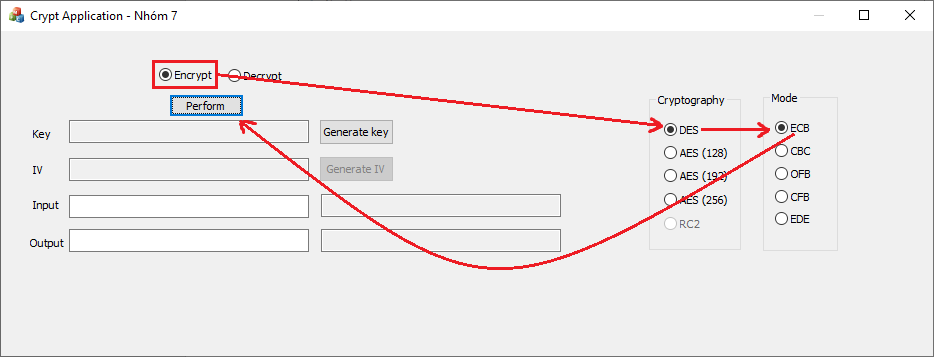 Crypt Application - Nhóm 7
Encrypt
Decrypt
Perform
Key
Generate key
IV
Generate IV
Input
Output
Cryptography
DES
AES (128)
AES (192)
AES (256)
RC2
Mode
ECB
CBC
OFB
CFB
EDE